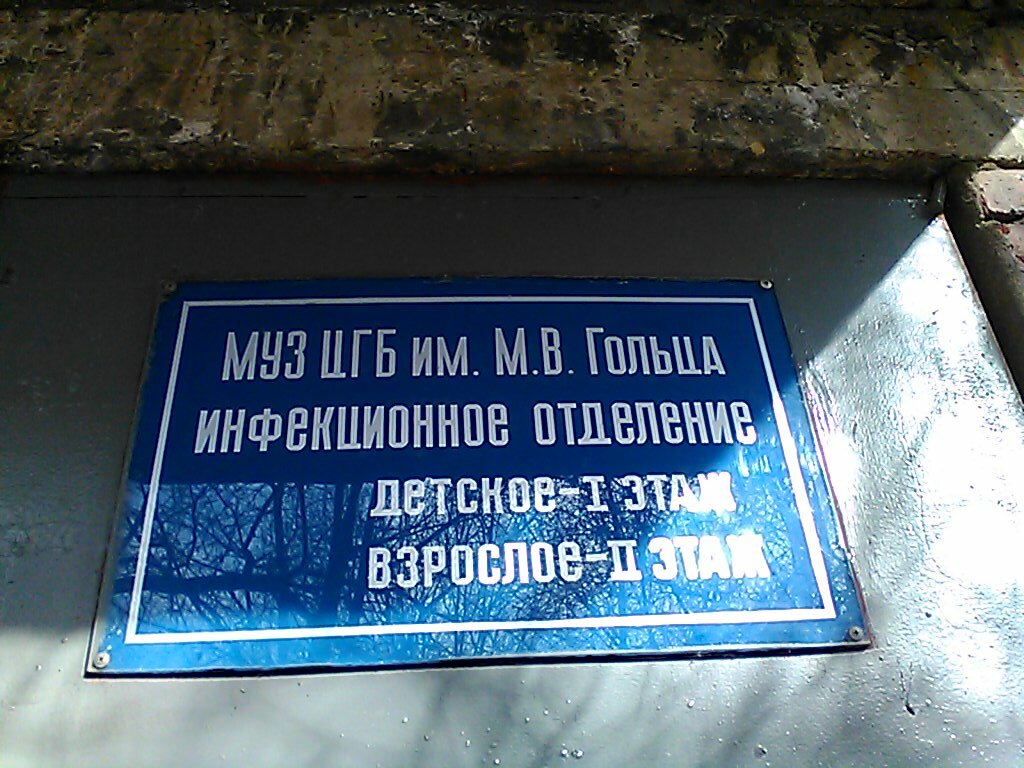 МУЗ ЦГБ им. М.В. Гольца
инфекционное отделение
детское-I этаж
взрослое-II этаж